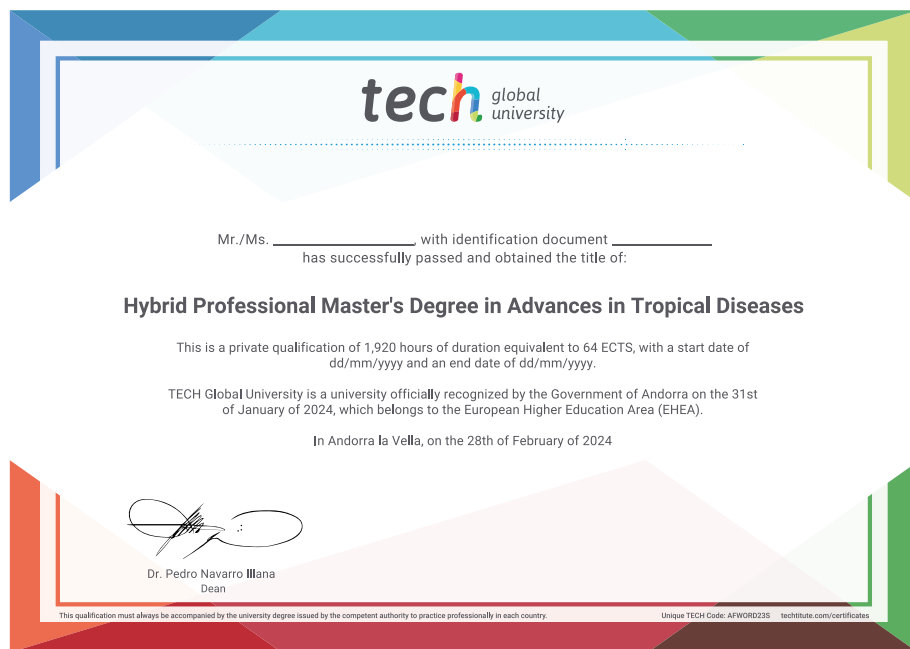 tech global
university
Mr./Ms. ________________, with identification document ____________
has successfully passed and obtained the title of:
Hybrid Professional Master's Degree in Advances in Tropical Diseases
This is a private qualification of 1,920 hours of duration equivalent to 64 ECTS, with a start date of
dd/mm/yyyy and an end date of dd/mm/yyyy.
TECH Global University is a university officially recognized by the Government of Andorra on the 31st
of January of 2024, which belongs to the European Higher Education Area (EHEA).
In Andorra la Vella, on the 28th of February of 2024
Dr. Pedro Navarro Illana
Dean
This qualification must always be accompanied by the university degree issued by the competent authority to practice professionally in each country. Unique TECH Code: AFWORD23S techtitute.com/certificates